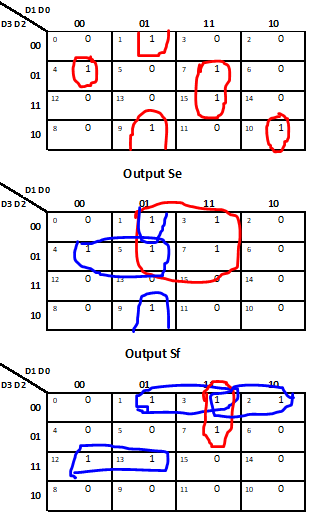 D1 D0
D3 D2 00 01 11 10
00 0 0 1 1 3 0 2 0
01 4 1 5 0 7 1 6 0
11 12 0 13 0 15 1 14 0
10 8 0 9 1 11 0 10 1
Output Se
D1 D0
D3 D2 00 01 11 10
00 0 0 1 1 3 1 2 0
01 4 1 5 1 7 1 6 0
11 12 0 13 0 15 0 14 0
10 8 0 9 1 11 0 10 0
Output Sf
D1 D0
D3 D2 00 01 11 10
00 0 0 1 1 3 1 2 1
01 4 0 5 0 7 1 6 0
11 12 1 13 1 15 0 14 0
10 8 0 9 0 11 0 10 0